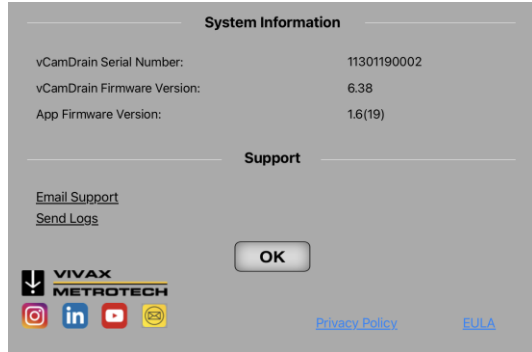 System Information
vCamDrain Serial Number: 11301190002
vCamDrain Firmware Version: 6.38
App Firmware Version: 1.6(19)
Support
Email Support
Send Logs
OK
VIVAX
METROTECH
in
Privacy Policy EULA